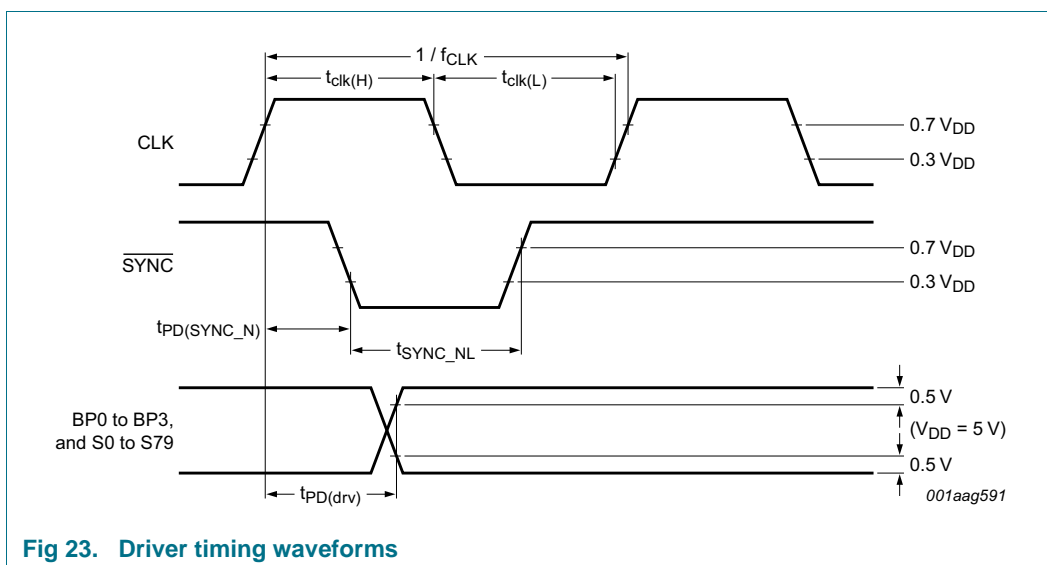 1 / fCLK
tclk(H)
tclk(L)
CLK
0.7 VDD
0.3 VDD
SYNC
0.7 VDD
0.3 VDD
tPD(SYNC_N)
tSYNC_NL
BP0 to BP3,
and S0 to S79
0.5 V
(VDD = 5 V)
0.5 V
tPD(drv)
001aag591
Fig 23. Driver timing waveforms